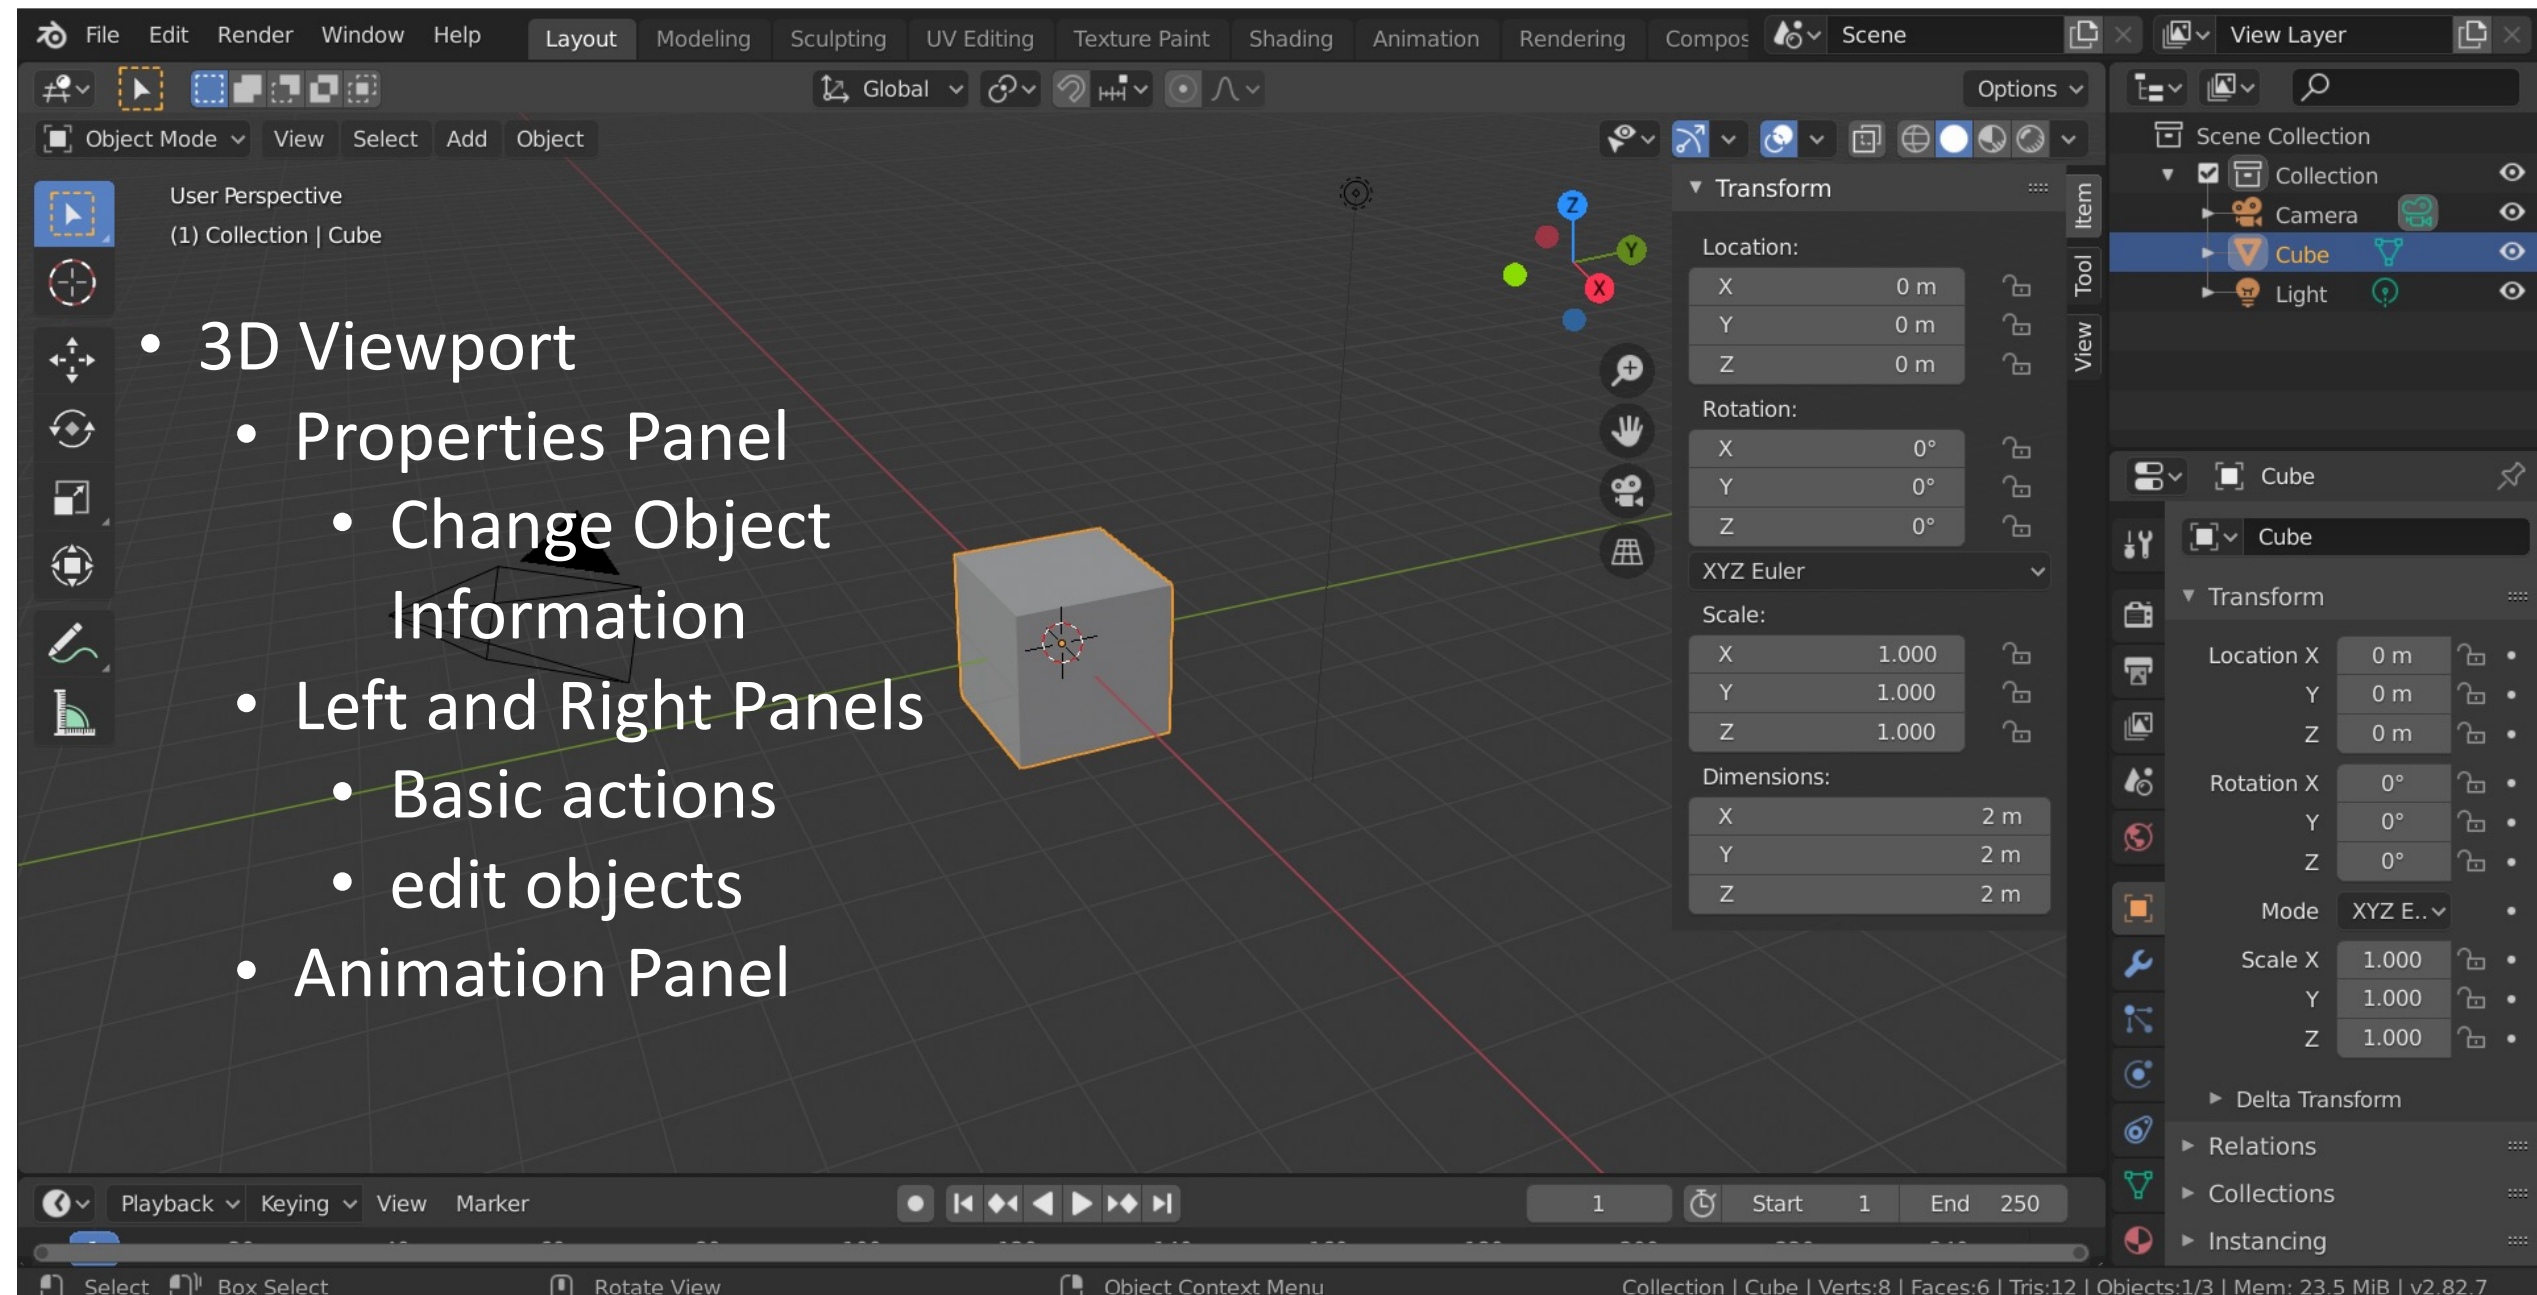 File Edit Render Window Help Layout Modeling Sculpting UV Editing Texture Paint Shading Animation Rendering Compos Scene View Layer
Global Options
Object Mode View Select Add Object
User Perspective
(1) Collection | Cube
• 3D Viewport
• Properties Panel
• Change Object
Information
• Left and Right Panels
• Basic actions
• edit objects
• Animation Panel
Z
Y
X
Transform
Location:
X 0 m
Y 0 m
Z 0 m
Rotation:
X 0°
Y 0°
Z 0°
XYZ Euler
Scale:
X 1.000
Y 1.000
Z 1.000
Dimensions:
X 2 m
Y 2 m
Z 2 m
Item
Tool
View
Scene Collection
Collection
Camera
Cube
Light
Cube
Cube
Transform
Location X 0 m
Y 0 m
Z 0 m
Rotation X 0°
Y 0°
Z 0°
Mode XYZ E..
Scale X 1.000
Y 1.000
Z 1.000
Delta Transform
Relations
Collections
Instancing
Playback Keying View Marker 1 Start 1 End 250
Select Box Select Rotate View Object Context Menu Collection | Cube | Verts:8 | Faces:6 | Tris:12 | Objects:1/3 | Mem: 23.5 MiB | v2.82.7